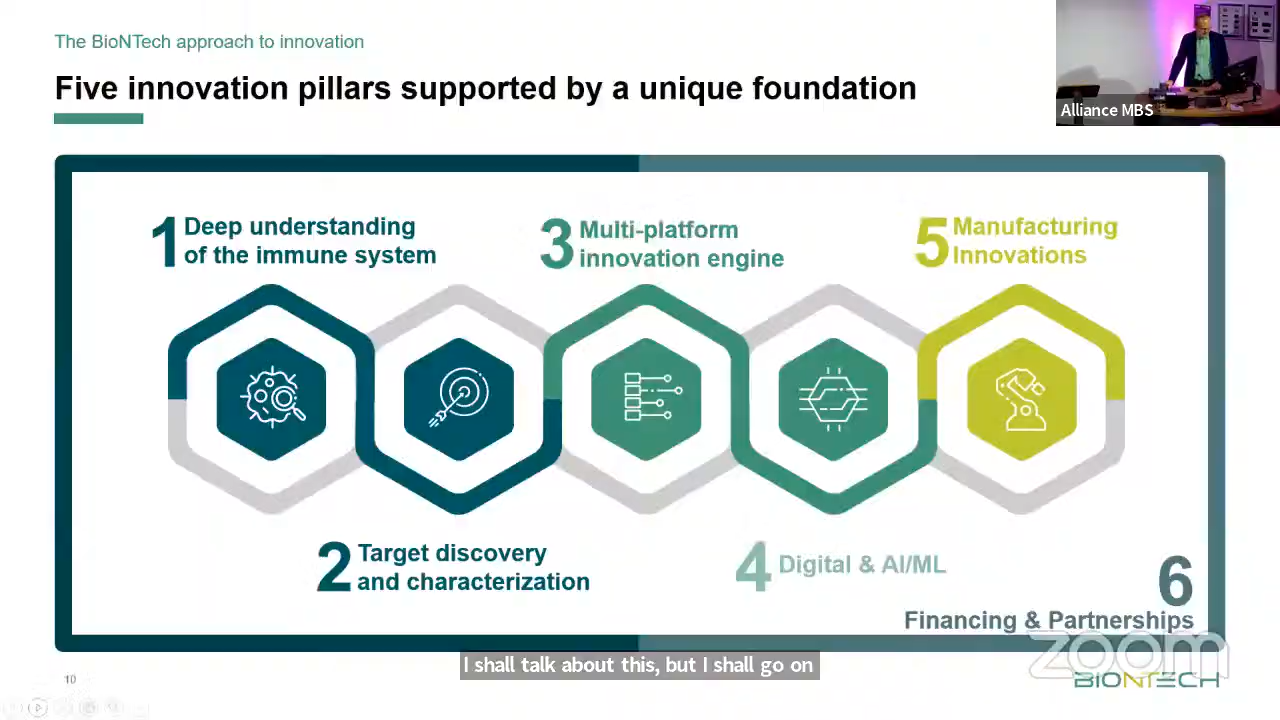 The BioNTech approach to innovation
Five innovation pillars supported by a unique foundation
Alliance MBS
1 Deep understanding
of the immune system
3 Multi-platform
innovation engine
5 Manufacturing
Innovations
2 Target discovery
and characterization
4 Digital & AI/ML
6
Financing & Partnerships
zoom
I shall talk about this, but I shall go on
10
BIONTECH